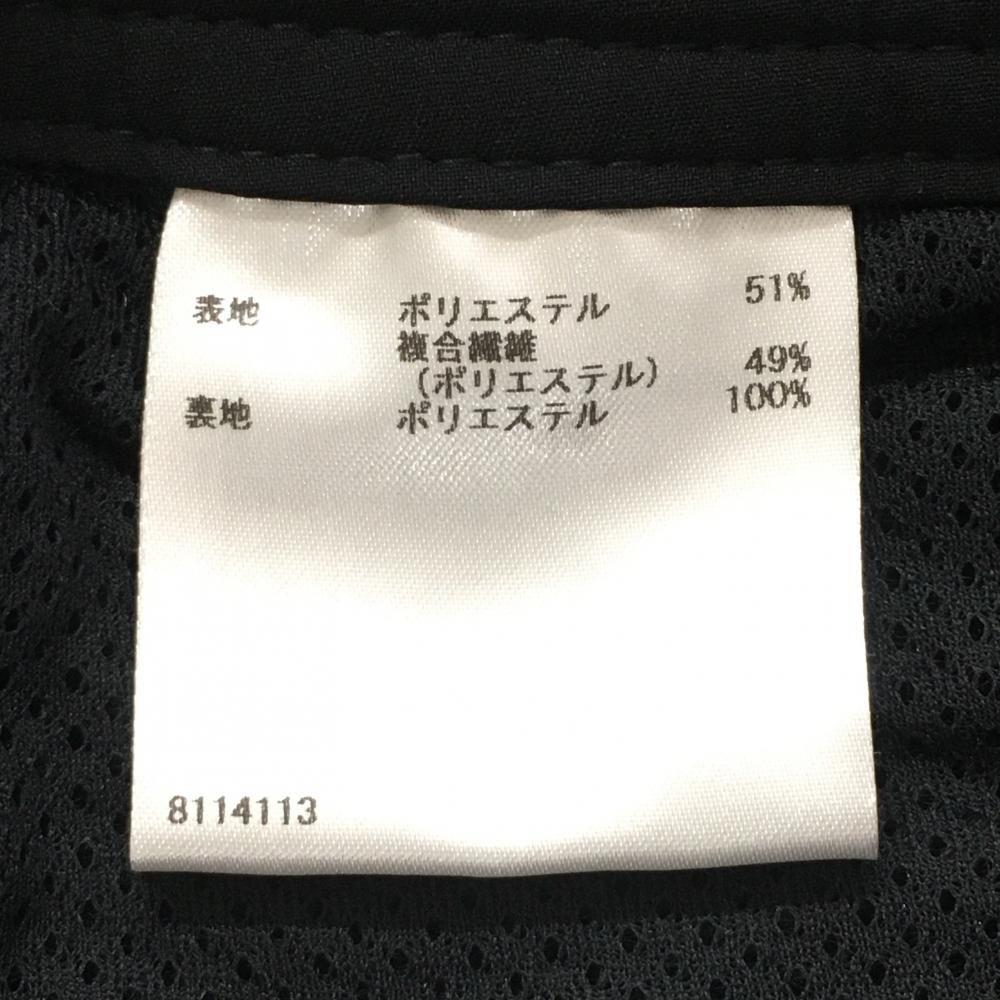 表地 ポリエステル 51%
複合繊維
(ポリエステル) 49%
裏地 ポリエステル 100%
8114113